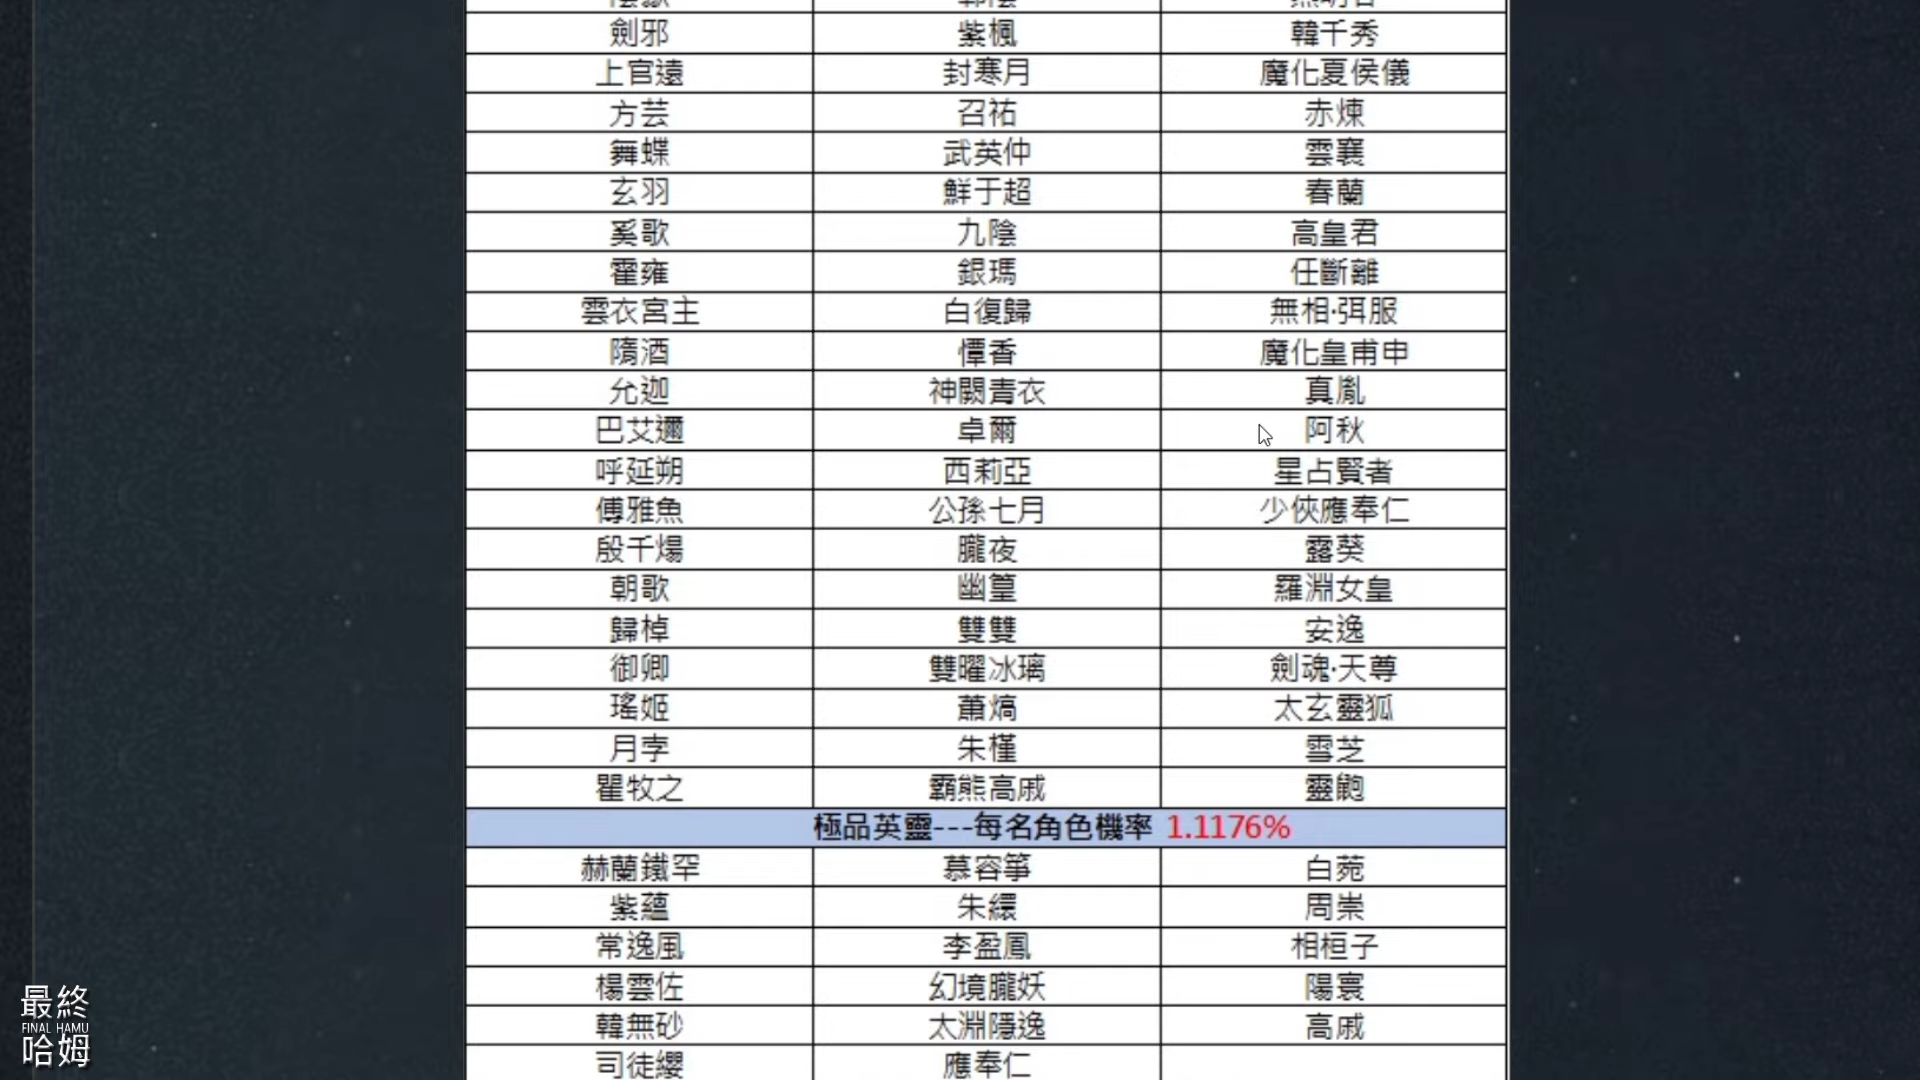 劍邪 紫楓 韓千秀
上官遠 封寒月 魔化夏侯儀
方芸 召祐 赤煉
舞蝶 武英仲 雲襄
玄羽 鮮于超 春蘭
奚歌 九陰 高皇君
霍雍 銀瑪 任斷離
雲衣宮主 白復歸 無相·弭服
隋酒 憛香 魔化皇甫申
允迦 神闕青衣 真胤
巴艾邇 卓爾 阿秋
呼延朔 西莉亞 星占賢者
傅雅魚 公孫七月 少俠應奉仁
殷千煬 朧夜 露葵
朝歌 幽篁 羅淵女皇
歸棹 雙雙 安逸
御卿 雙曜冰璃 劍魂·天尊
瑤姬 蕭熇 太玄靈狐
月孛 朱槿 雪芝
瞿牧之 霸熊高戚 靈鼩
極品英靈---每名角色機率 1.1176%
赫蘭鐵罕 慕容箏 白菀
紫蘊 朱繯 周崇
常逸風 李盈鳳 相桓子
楊雲佐 幻境朧妖 陽寰
韓無砂 太淵隱逸 高戚
司徒纓 應奉仁
最終
FINAL HAMU
哈姆